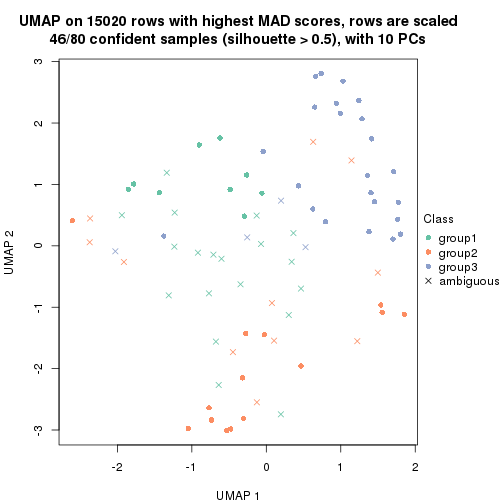 UMAP on 15020 rows with highest MAD scores, rows are scaled
46/80 confident samples (silhouette > 0.5), with 10 PCs
3
2
1
0
-1
-2
-3
UMAP 2
-2
-1
0
1
2
UMAP 1
Class
group1
group2
group3
ambiguous